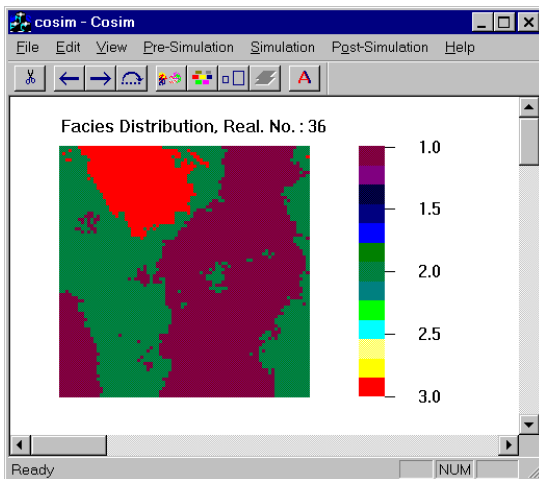 cosim - Cosim
File Edit View Pre-Simulation Simulation Post-Simulation Help
A
Facies Distribution, Real. No. : 36
1.0
1.5
2.0
2.5
3.0
Ready NUM